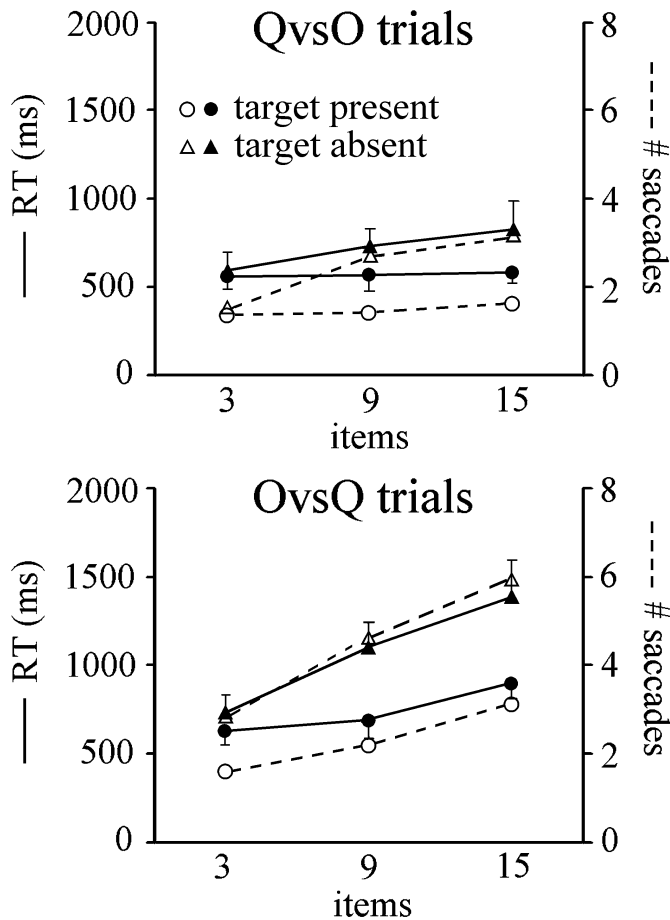 QvsO trials
target present
target absent
RT (ms)
2000
1500
1000
500
0
8
6
4
2
0
# saccades
3 9 15
items
OvsQ trials
RT (ms)
2000
1500
1000
500
0
8
6
4
2
0
# saccades
3 9 15
items